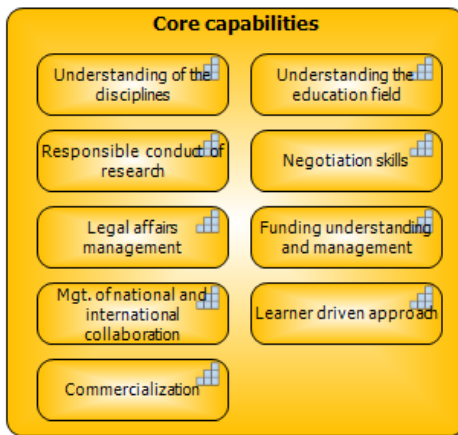 Core capabilities
Understanding of the
disciplines
Understanding the
education field
Responsible conduct of
research
Negotiation skills
Legal affairs
management
Funding understanding
and management
Mgt. of national and
international
collaboration
Learner driven approach
Commercialization